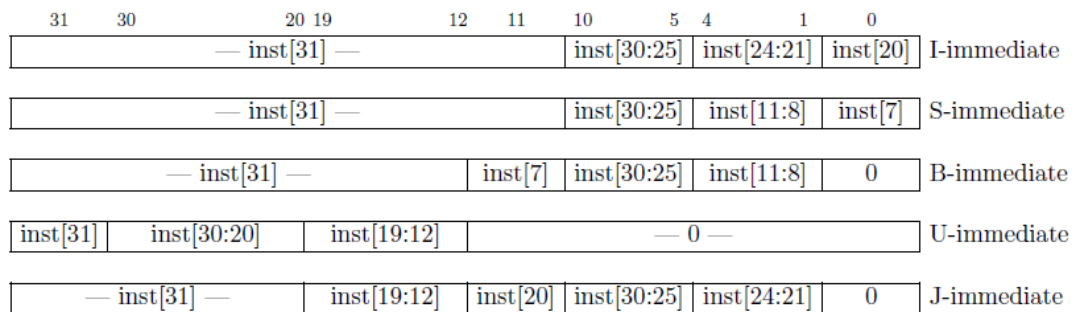 31 30 20 19 12 11 10 5 4 1 0
— inst[31] — inst[30:25] inst[24:21] inst[20] I-immediate
— inst[31] — inst[30:25] inst[11:8] inst[7] S-immediate
— inst[31] — inst[7] inst[30:25] inst[11:8] 0 B-immediate
inst[31] inst[30:20] inst[19:12] — 0 — U-immediate
— inst[31] — inst[19:12] inst[20] inst[30:25] inst[24:21] 0 J-immediate